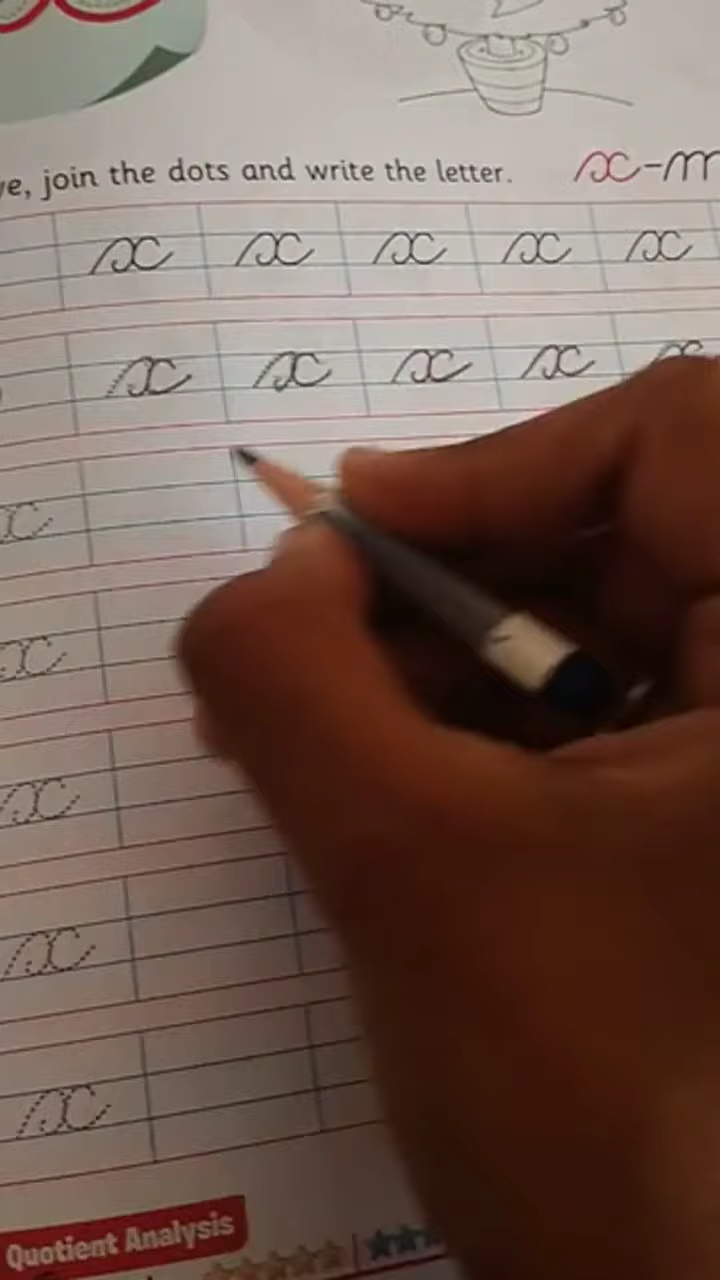 join the dots and write the letter. x-m
x x x x x
x x x x x
x
x
x
x
x
Quotient Analysis